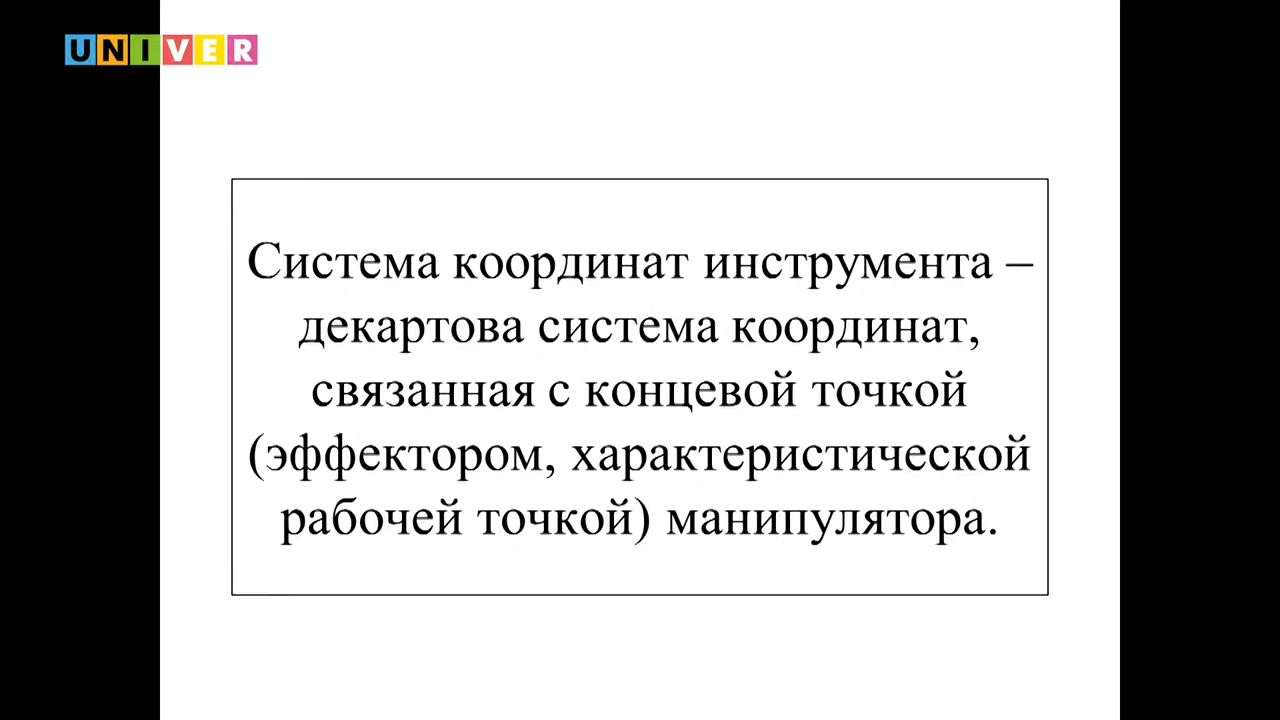 UNIVER
Система координат инструмента –
декартова система координат,
связанная с концевой точкой
(эффектором, характеристической
рабочей точкой) манипулятора.